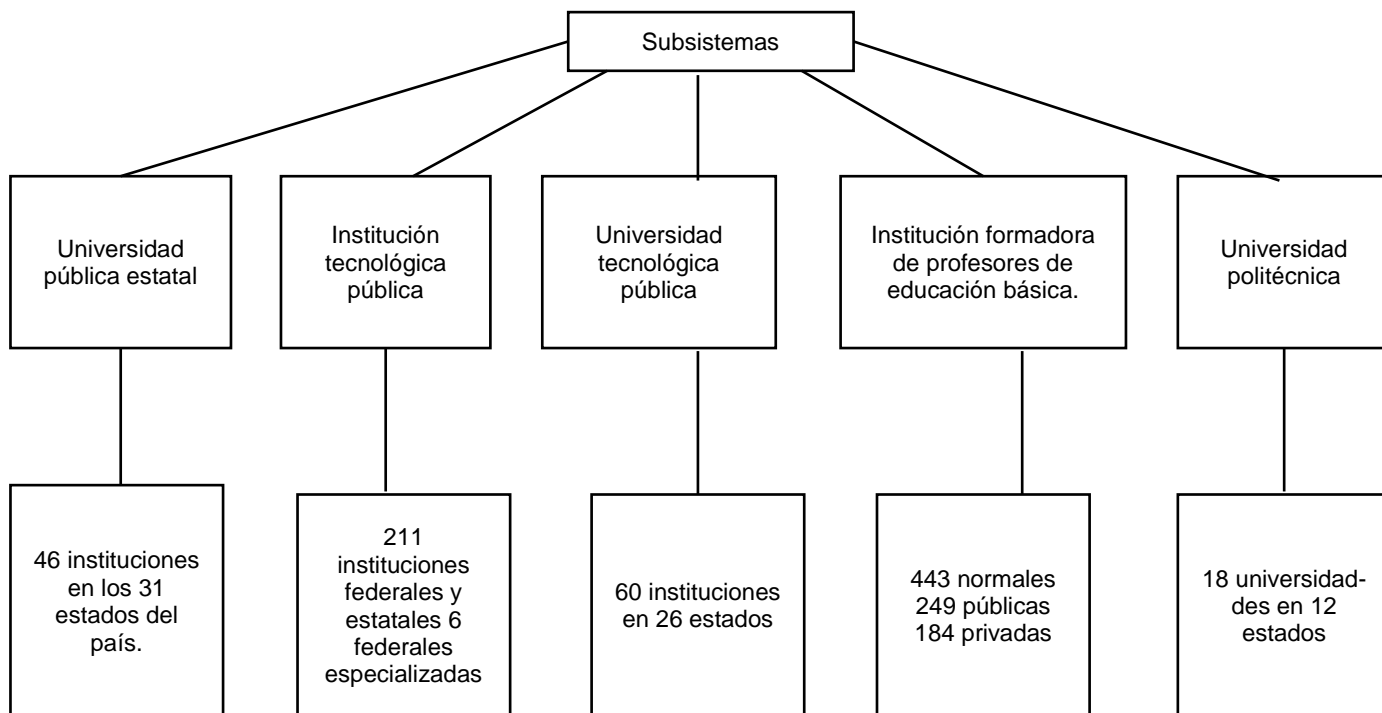 Subsistemas
Universidad
pública estatal
Institución
tecnológica
pública
Universidad
tecnológica
pública
Institución formadora
de profesores de
educación básica.
Universidad
politécnica
46 instituciones
en los 31
estados del
país.
211
instituciones
federales y
estatales 6
federales
especializadas
60 instituciones
en 26 estados
443 normales
249 públicas
184 privadas
18 universidad-
des en 12
estados